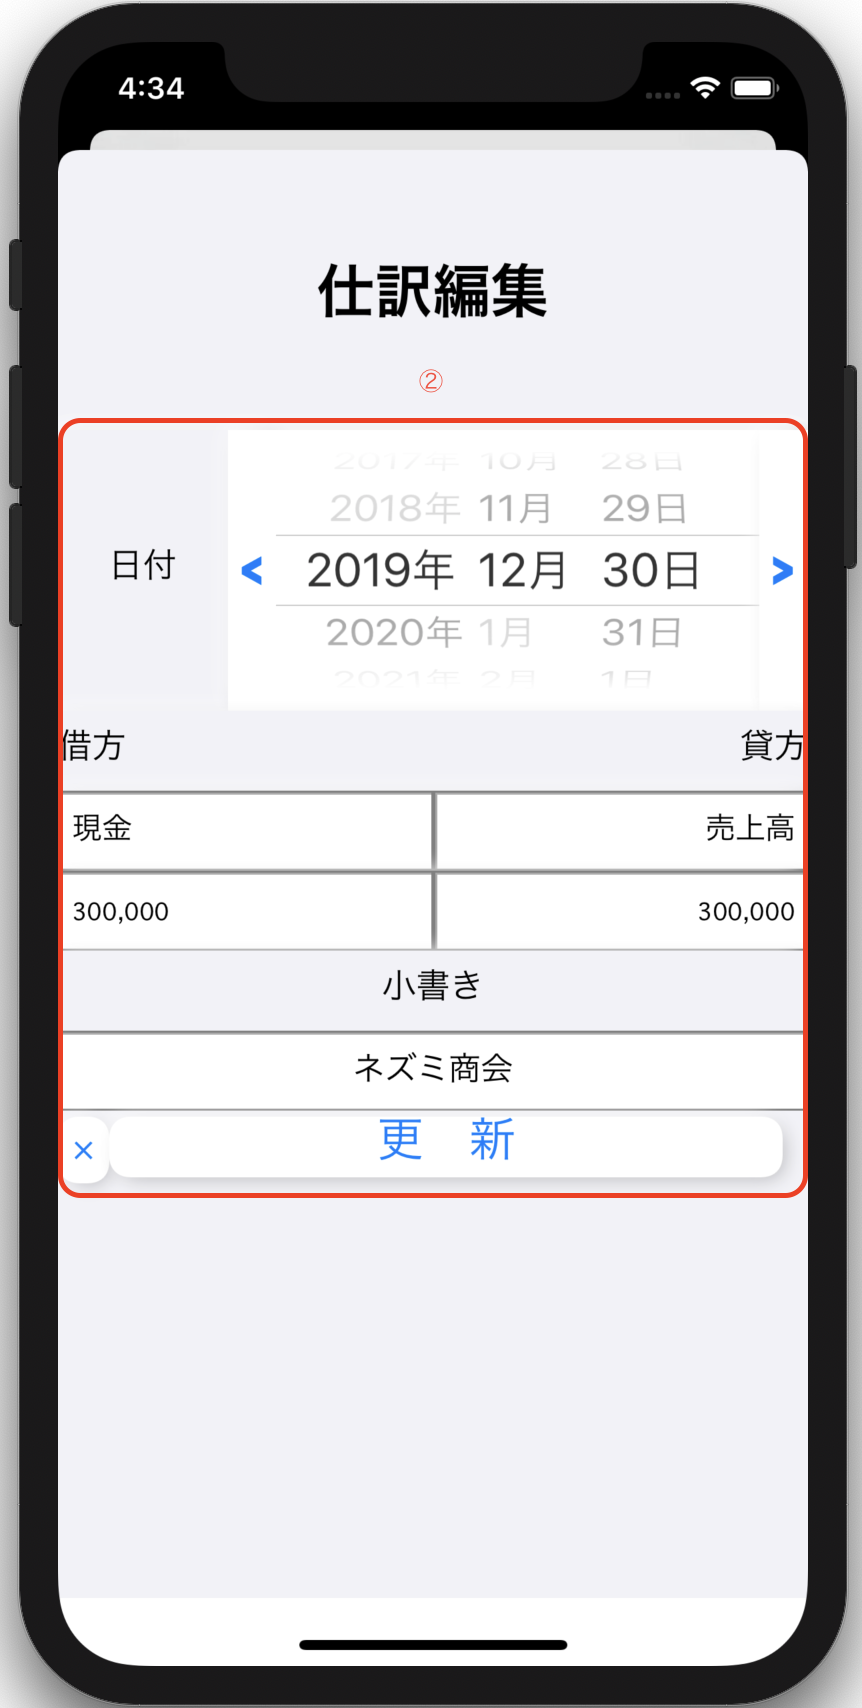 4:34
仕訳編集
②
2017年 10月 28日
2018年 11月 29日
日付 < 2019年 12月 30日 >
2020年 1月 31日
2021年 2月 1日
借方 貸方
現金 売上高
300,000 300,000
小書き
ネズミ商会
× 更 新